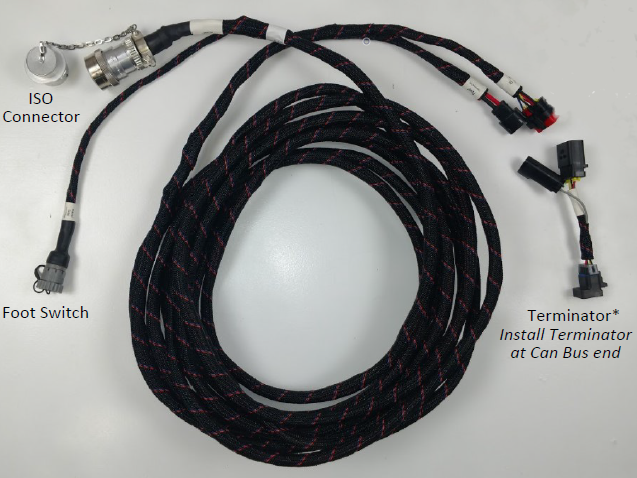 ISO
Connector
Foot Switch
Terminator*
Install Terminator
at Can Bus end